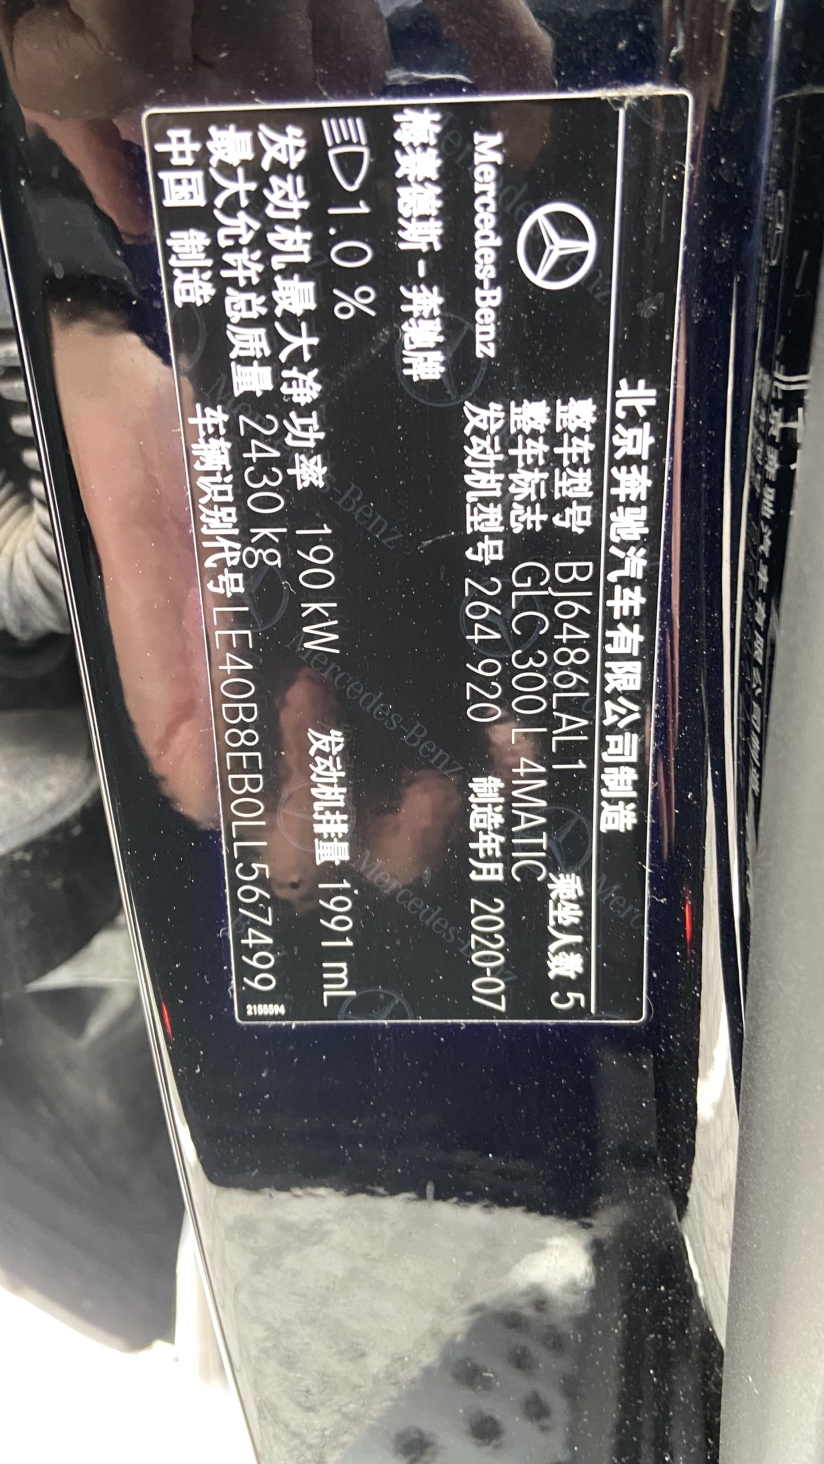 北京奔驰汽车有限公司制造
Mercedes-Benz
整车型号 BJ6486LAL1 乘坐人数 5
整车标志 GLC 300 L 4MATIC
发动机型号 264 920 制造年月 2020-07
梅赛德斯-奔驰牌
1.0 %
发动机最大净功率 190 kW 发动机排量 1991 mL
最大允许总质量 2430 kg
中国 制造 车辆识别代号 LE40B8EB0LL567499
2155594